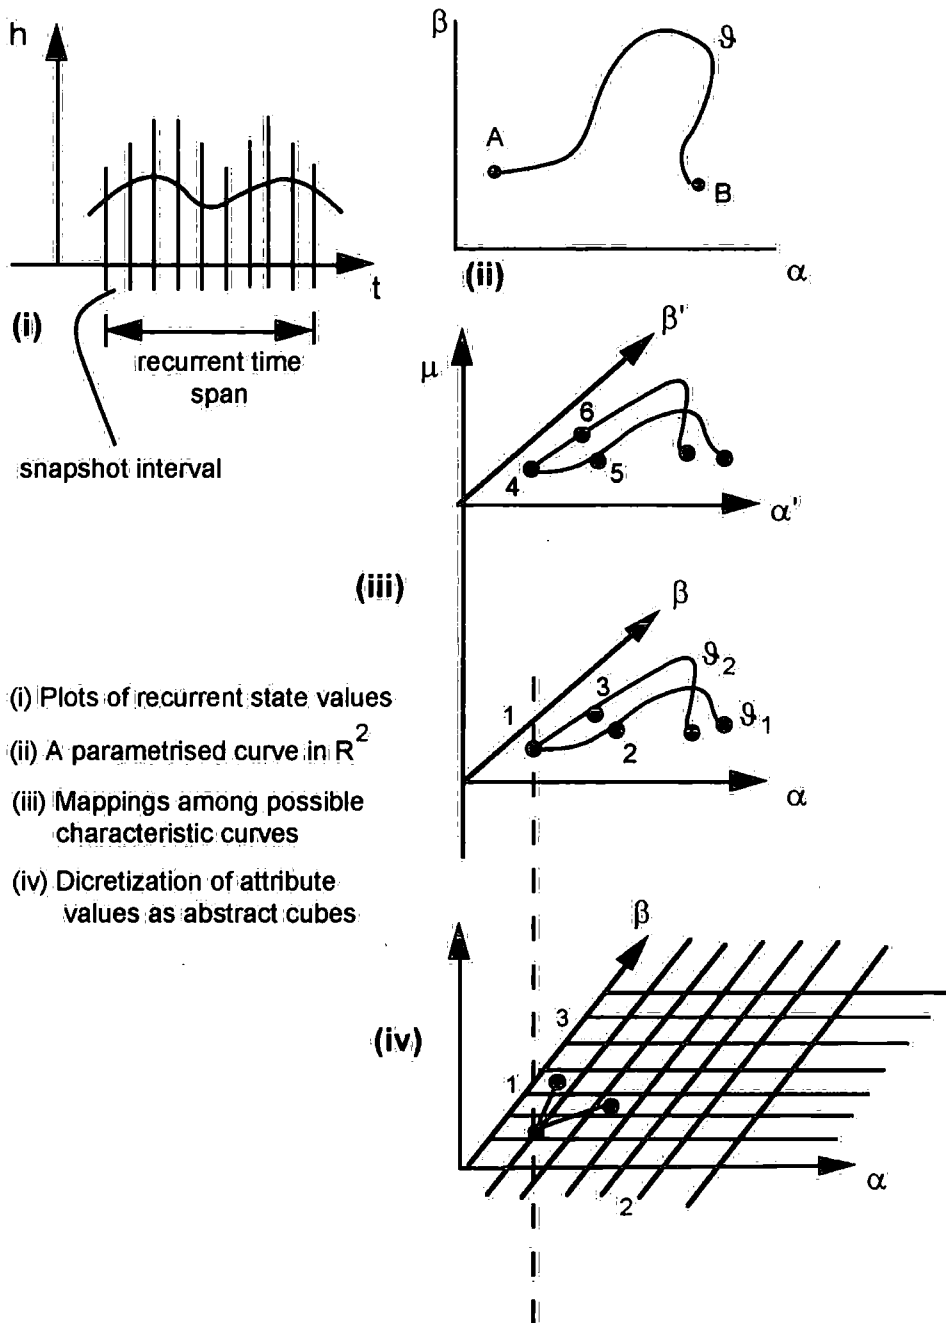 h
t
(i)
recurrent time
span
snapshot interval
β
ϑ
A
B
α
(ii)
μ
β'
6
4
5
α'
(iii)
β
ϑ2
3
1
2
ϑ1
α
(i) Plots of recurrent state values
(ii) A parametrised curve in R^2
(iii) Mappings among possible
characteristic curves
(iv) Dicretization of attribute
values as abstract cubes
β
3
(iv)
1
α
2